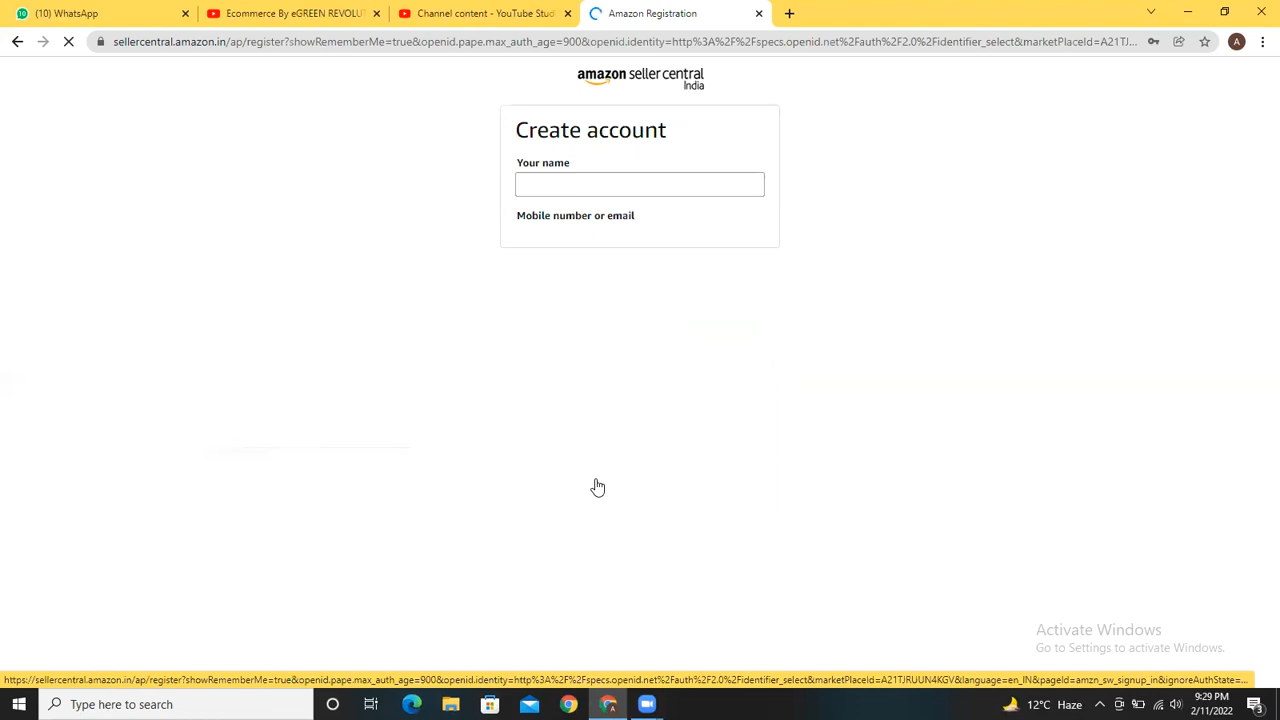 10
(10) WhatsApp
Ecommerce By eGREEN REVOLUT
Channel content - YouTube Stud
Amazon Registration
sellercentral.amazon.in/ap/register?showRememberMe=true&openid.pape.max_auth_age=900&openid.identity=http%3A%2F%2Fspecs.openid.net%2Fauth%2F2.0%2Fidentifier_select&marketPlaceId=A21TJ...
A
amazon seller central
India
Create account
Your name
Mobile number or email
Activate Windows
Go to Settings to activate Windows.
https://sellercentral.amazon.in/ap/register?showRememberMe=true&openid.pape.max_auth_age=900&openid.identity=http%3A%2F%2Fspecs.openid.net%2Fauth%2F2.0%2Fidentifier_select&marketPlaceId=A21TJRUUN4KGV&language=en_IN&pageId=amzn_sw_signup_in&ignoreAuthState=...
Type here to search
12°C Haze
9:29 PM
2/11/2022
3